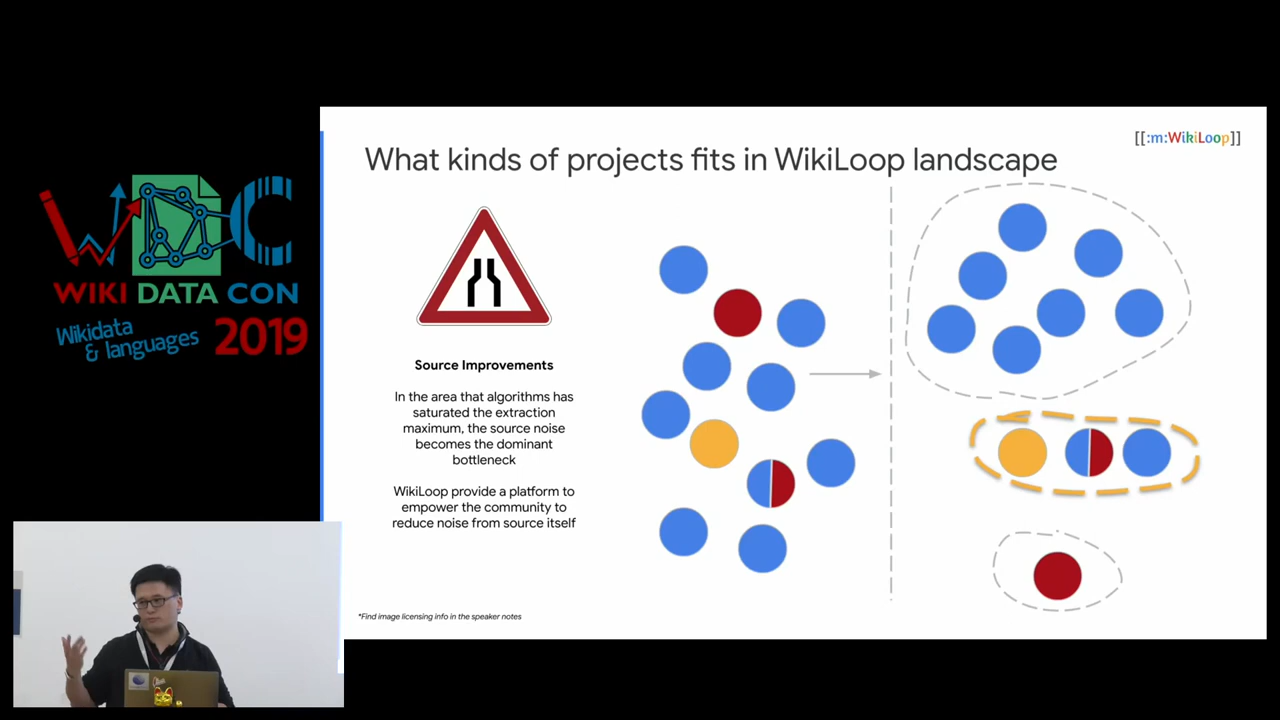 What kinds of projects fits in WikiLoop landscape
[[:m:WikiLoop]]
WDC
WIKI DATA CON
Wikidata
& languages
2019
Source Improvements
In the area that algorithms has
saturated the extraction
maximum, the source noise
becomes the dominant
bottleneck
WikiLoop provide a platform to
empower the community to
reduce noise from source itself
*Find image licensing info in the speaker notes